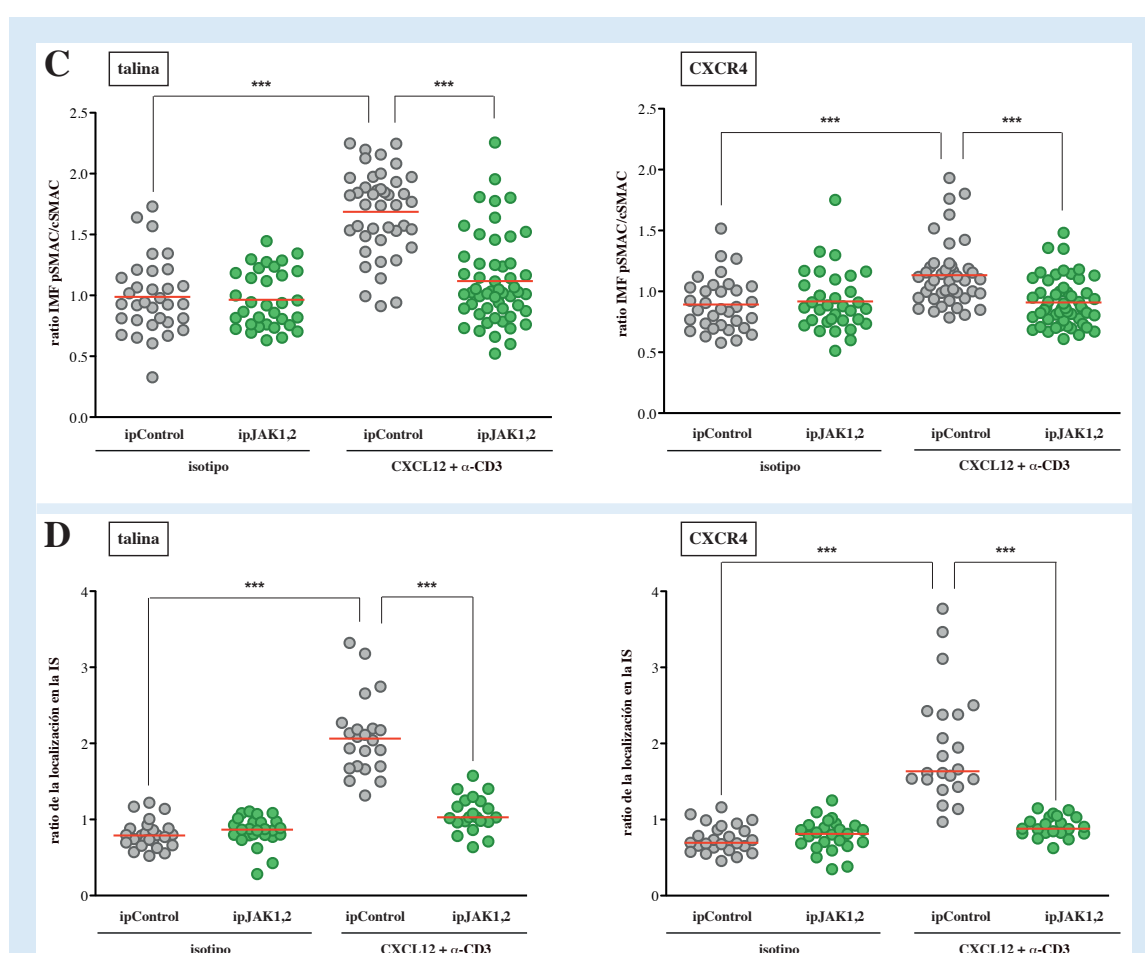 C
talina
CXCR4
*** ***
*** ***
ratio IMF pSMAC/cSMAC
2.5
2.0
1.5
1.0
0.5
0.0
ipControl ipJAK1,2 ipControl ipJAK1,2
isotipo CXCL12 + α-CD3
ratio IMF pSMAC/cSMAC
2.5
2.0
1.5
1.0
0.5
0.0
ipControl ipJAK1,2 ipControl ipJAK1,2
isotipo CXCL12 + α-CD3
D
talina
CXCR4
*** ***
*** ***
ratio de la localización en la IS
4
3
2
1
0
ipControl ipJAK1,2 ipControl ipJAK1,2
isotipo CXCL12 + α-CD3
ratio de la localización en la IS
4
3
2
1
0
ipControl ipJAK1,2 ipControl ipJAK1,2
isotipo CXCL12 + α-CD3